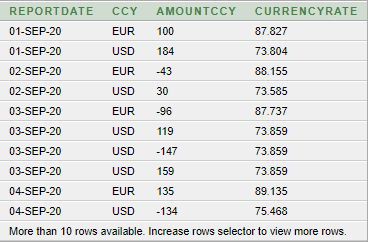 REPORTDATE CCY AMOUNTCCY CURRENCYRATE
01-SEP-20 EUR 100 87.827
01-SEP-20 USD 184 73.804
02-SEP-20 EUR -43 88.155
02-SEP-20 USD 30 73.585
03-SEP-20 EUR -96 87.737
03-SEP-20 USD 119 73.859
03-SEP-20 USD -147 73.859
03-SEP-20 USD 159 73.859
04-SEP-20 EUR 135 89.135
04-SEP-20 USD -134 75.468
More than 10 rows available. Increase rows selector to view more rows.